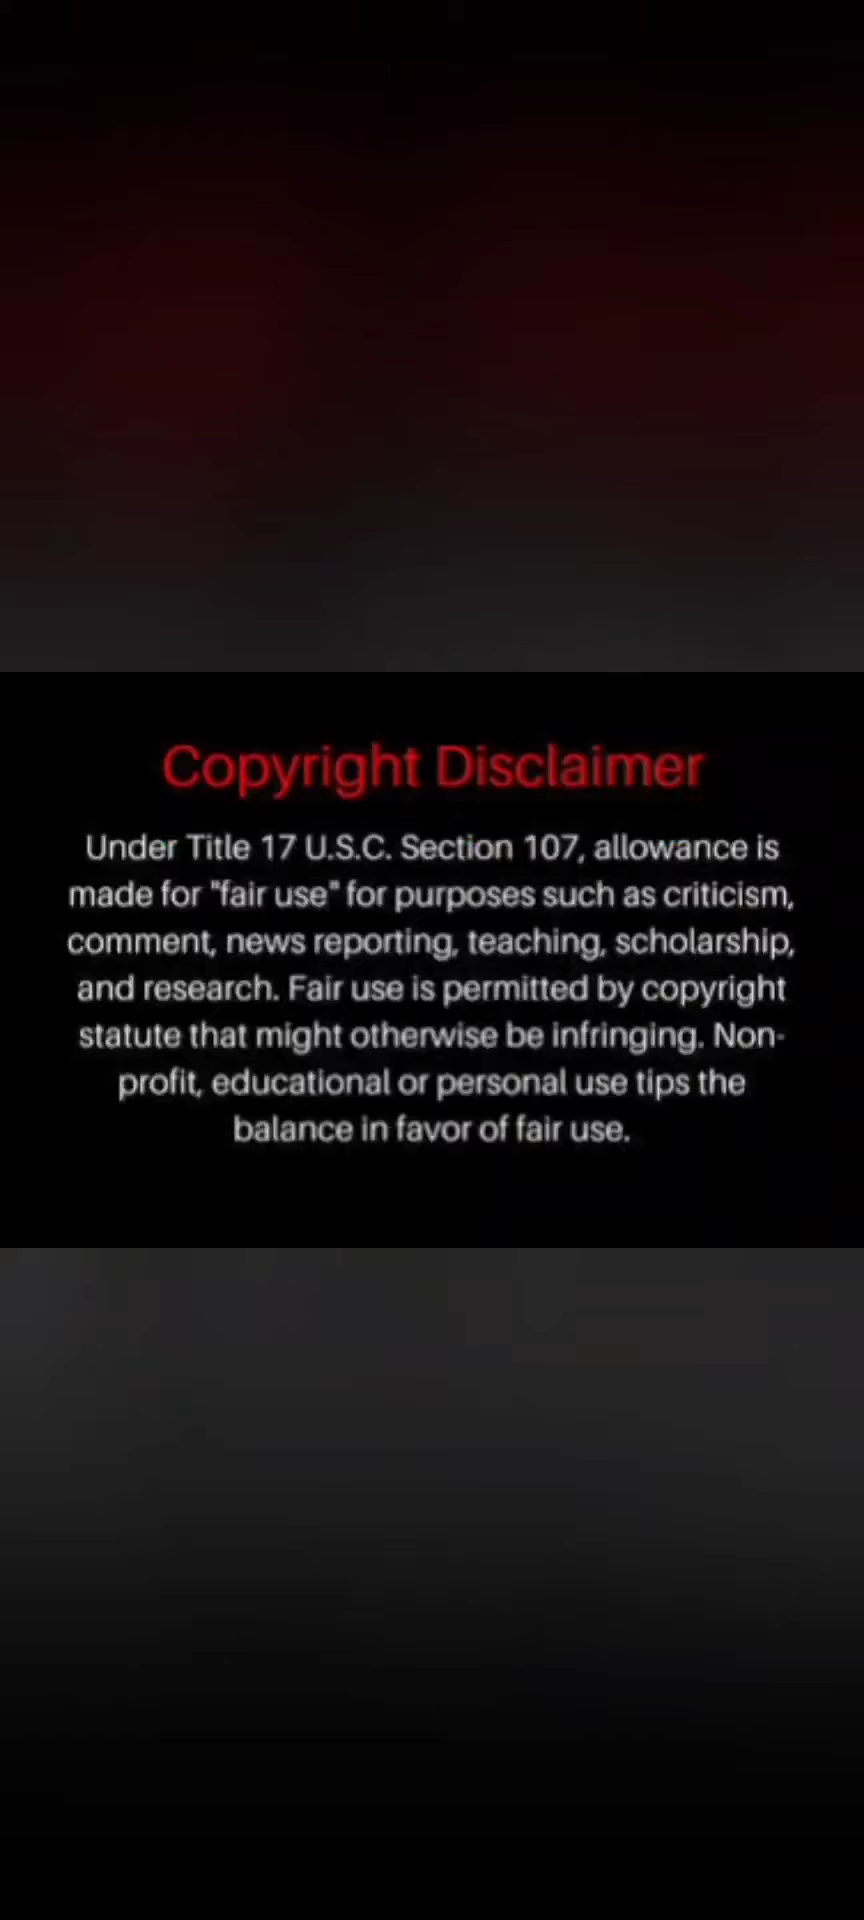 Copyright Disclaimer
Under Title 17 U.S.C. Section 107, allowance is
made for "fair use" for purposes such as criticism,
comment, news reporting, teaching, scholarship,
and research. Fair use is permitted by copyright
statute that might otherwise be infringing. Non-
profit, educational or personal use tips the
balance in favor of fair use.